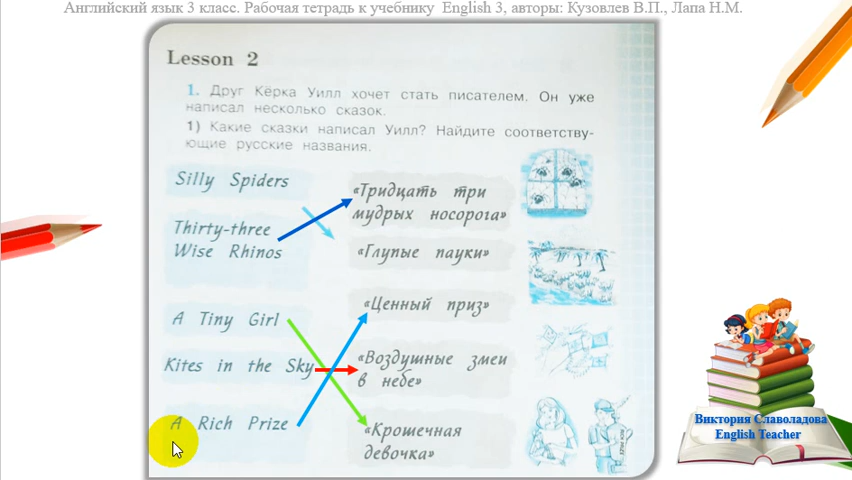 Английский язык 3 класс. Рабочая тетрадь к учебнику English 3, авторы: Кузовлев В.П., Лапа Н.М.
Lesson 2
1. Друг Кёрка Уилл хочет стать писателем. Он уже
написал несколько сказок.
1) Какие сказки написал Уилл? Найдите соответству-
ющие русские названия.
Silly Spiders
Thirty-three
Wise Rhinos
A Tiny Girl
Kites in the Sky
A Rich Prize
«Тридцать три
мудрых носорога»
«Глупые пауки»
«Ценный приз»
«Воздушные змеи
в небе»
«Крошечная
девочка»
Виктория Славоладова
English Teacher